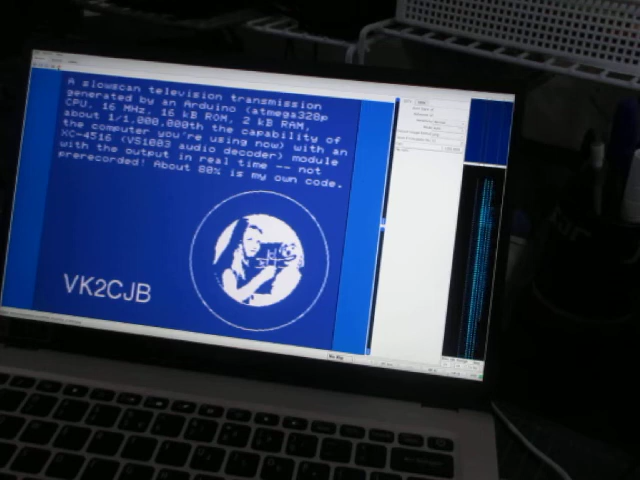 A slowscan television transmission
generated by an Arduino (atmega328p
CPU, 16 MHz, 16 kB ROM, 2 kB RAM,
about 1/1,000,000th the capability of
the computer you're using now) with an
XC-4516 (VS1003 audio decoder) module
with the output in real time -- not
prerecorded! About 80% is my own code.
VK2CJB